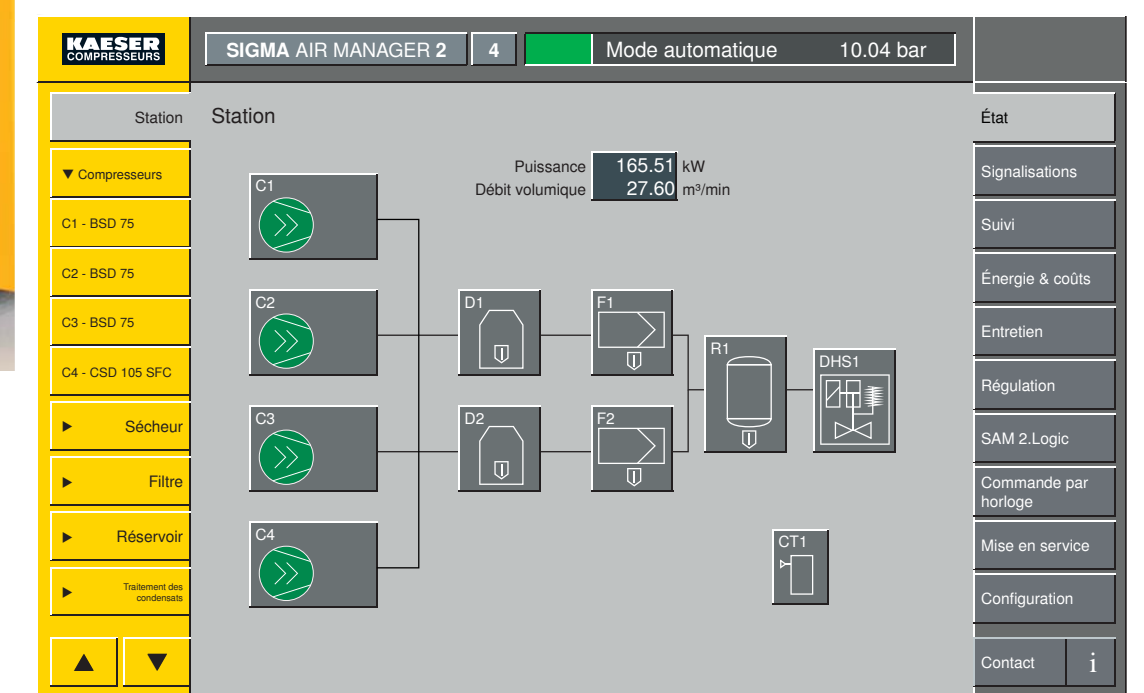 KAESER
COMPRESSEURS
SIGMA AIR MANAGER 2
4
Mode automatique 10.04 bar
Station
▼ Compresseurs
C1 - BSD 75
C2 - BSD 75
C3 - BSD 75
C4 - CSD 105 SFC
Sécheur
Filtre
Réservoir
Traitement des
condensats
Station
Puissance 165.51 kW
Débit volumique 27.60 m³/min
C1
C2
D1
F1
R1
DHS1
C3
D2
F2
C4
CT1
État
Signalisations
Suivi
Énergie & coûts
Entretien
Régulation
SAM 2.Logic
Commande par
horloge
Mise en service
Configuration
Contact
i